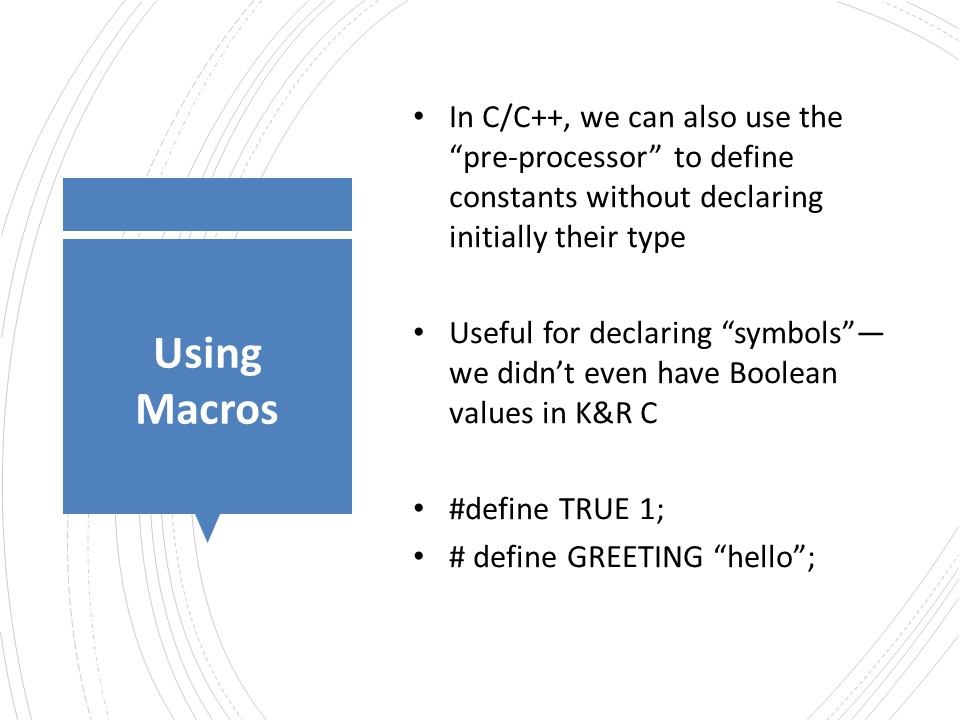 Using
Macros
• In C/C++, we can also use the
“pre-processor” to define
constants without declaring
initially their type
• Useful for declaring “symbols”—
we didn’t even have Boolean
values in K&R C
• #define TRUE 1;
• # define GREETING “hello”;